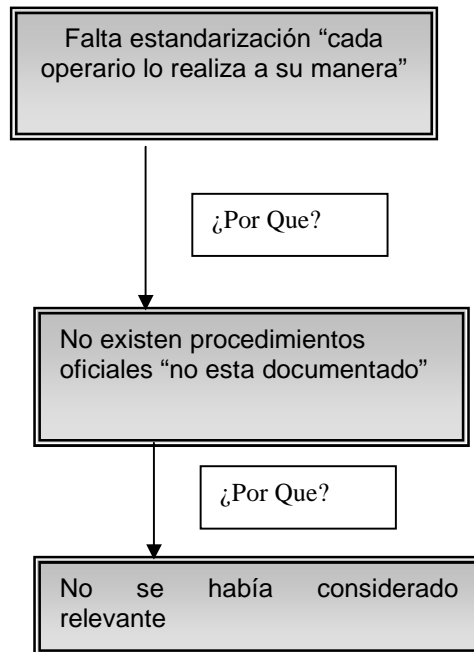 Falta estandarización “cada
operario lo realiza a su manera”
¿Por Que?
No existen procedimientos
oficiales “no esta documentado”
¿Por Que?
No se había considerado
relevante